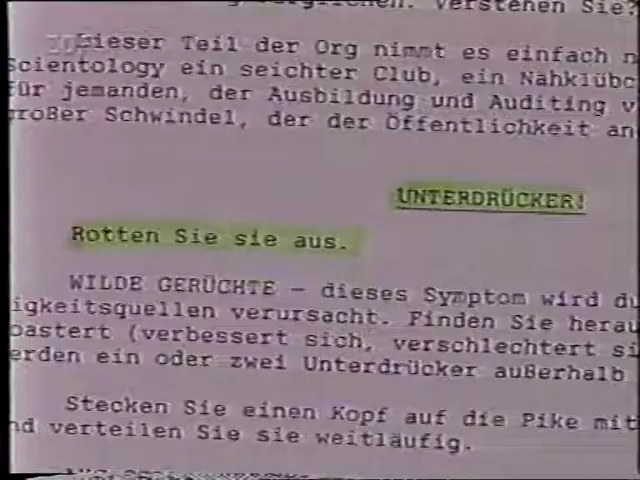 Verstehen Sie?
Dieser Teil der Org nimmt es einfach n
Scientology ein seichter Club, ein Nähklübc
für jemanden, der Ausbildung und Auditing v
großer Schwindel, der der Öffentlichkeit an
UNTERDRÜCKER!
Rotten Sie sie aus.
WILDE GERÜCHTE - dieses Symptom wird du
igkeitsquellen verursacht. Finden Sie herau
pastert (verbessert sich, verschlechtert si
erden ein oder zwei Unterdrücker außerhalb
Stecken Sie einen Kopf auf die Pike mit
nd verteilen Sie sie weitläufig.